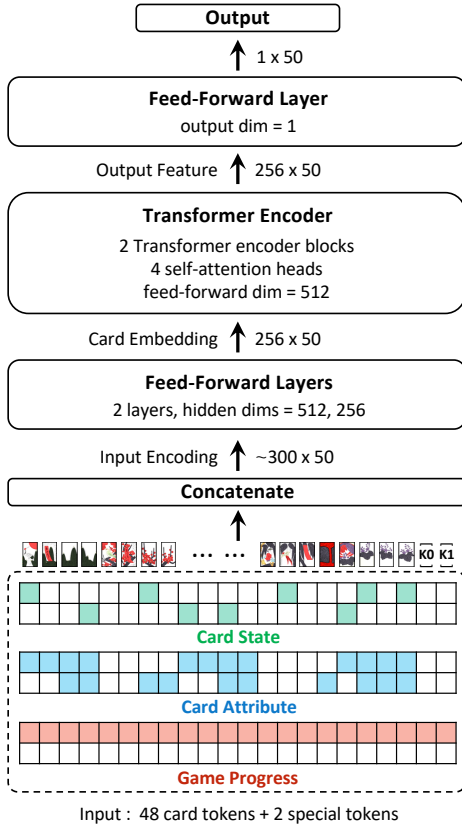 Output
1 x 50
Feed-Forward Layer
output dim = 1
Output Feature 256 x 50
Transformer Encoder
2 Transformer encoder blocks
4 self-attention heads
feed-forward dim = 512
Card Embedding 256 x 50
Feed-Forward Layers
2 layers, hidden dims = 512, 256
Input Encoding ~300 x 50
Concatenate
... ... K0 K1
Card State
Card Attribute
Game Progress
Input : 48 card tokens + 2 special tokens